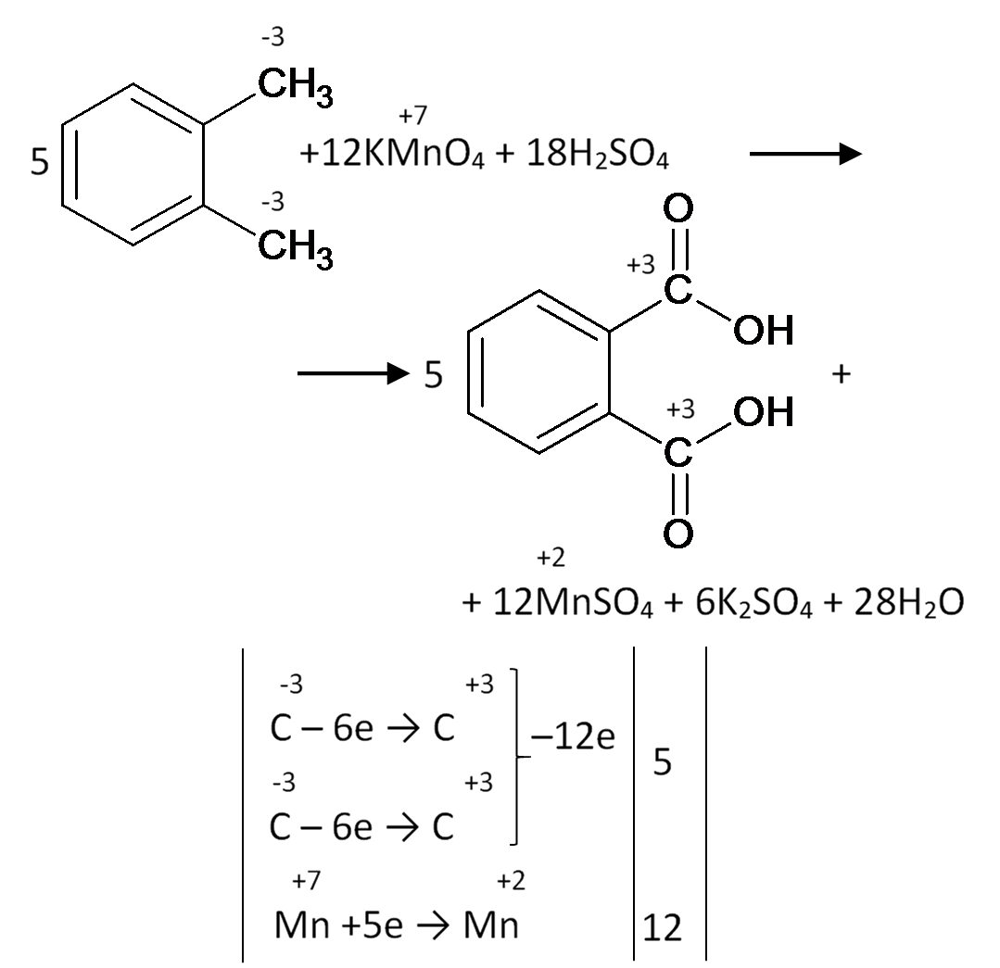 -3
CH₃
+7
5 +12KMnO₄ + 18H₂SO₄ ⟶
-3
CH₃
O
+3
C
OH
⟶ 5 +
+3 OH
C
O
+2
+ 12MnSO₄ + 6K₂SO₄ + 28H₂O
-3 +3
C – 6e → C –12e
5
-3 +3
C – 6e → C
+7 +2
Mn +5e → Mn 12